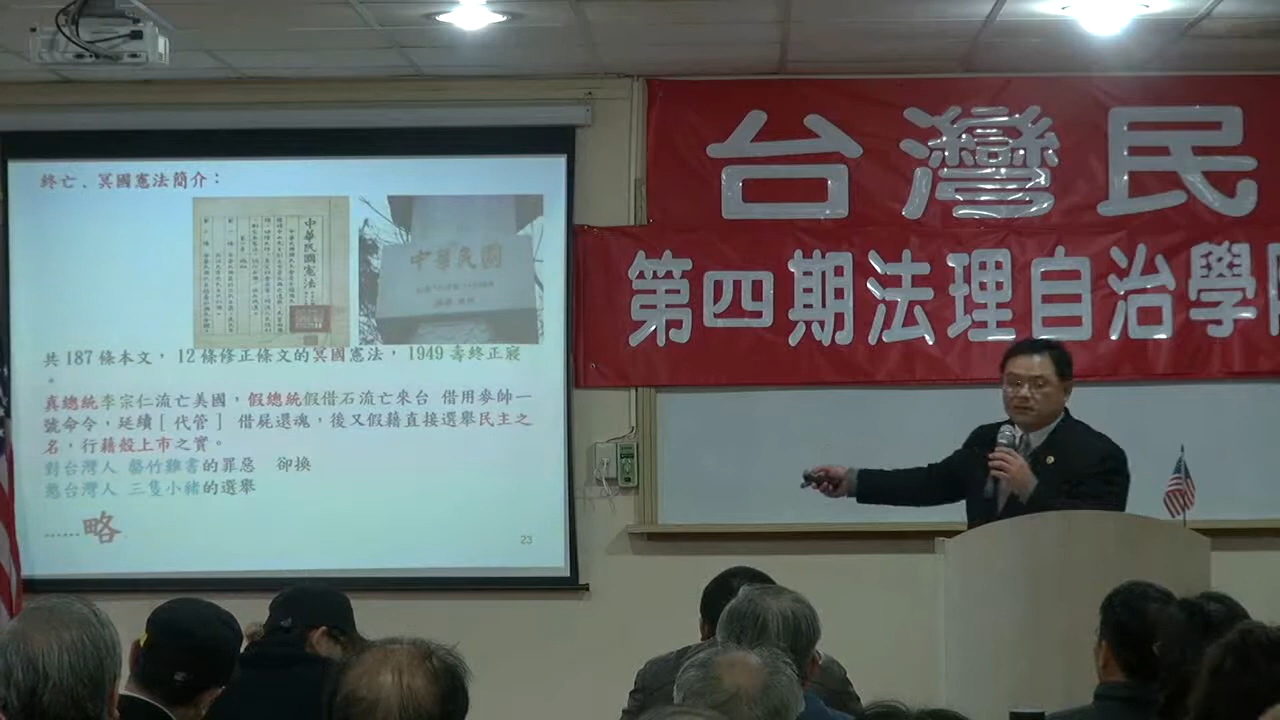 終亡、冥國憲法簡介：
中華民國憲法
中華民國
共 187 條本文， 12 條修正條文的冥國憲法， 1949 壽終正寢
。
真總統李宗仁流亡美國，假總統假借石流亡來台 借用麥帥一
號命令，延續［代管］ 借屍還魂，後又假藉直接選舉民主之
名，行藉殼上市之實。
對台灣人 罄竹難書的罪惡 卻換
憨台灣人 三隻小豬的選舉
......略
23
台灣民
第四期法理自治學院